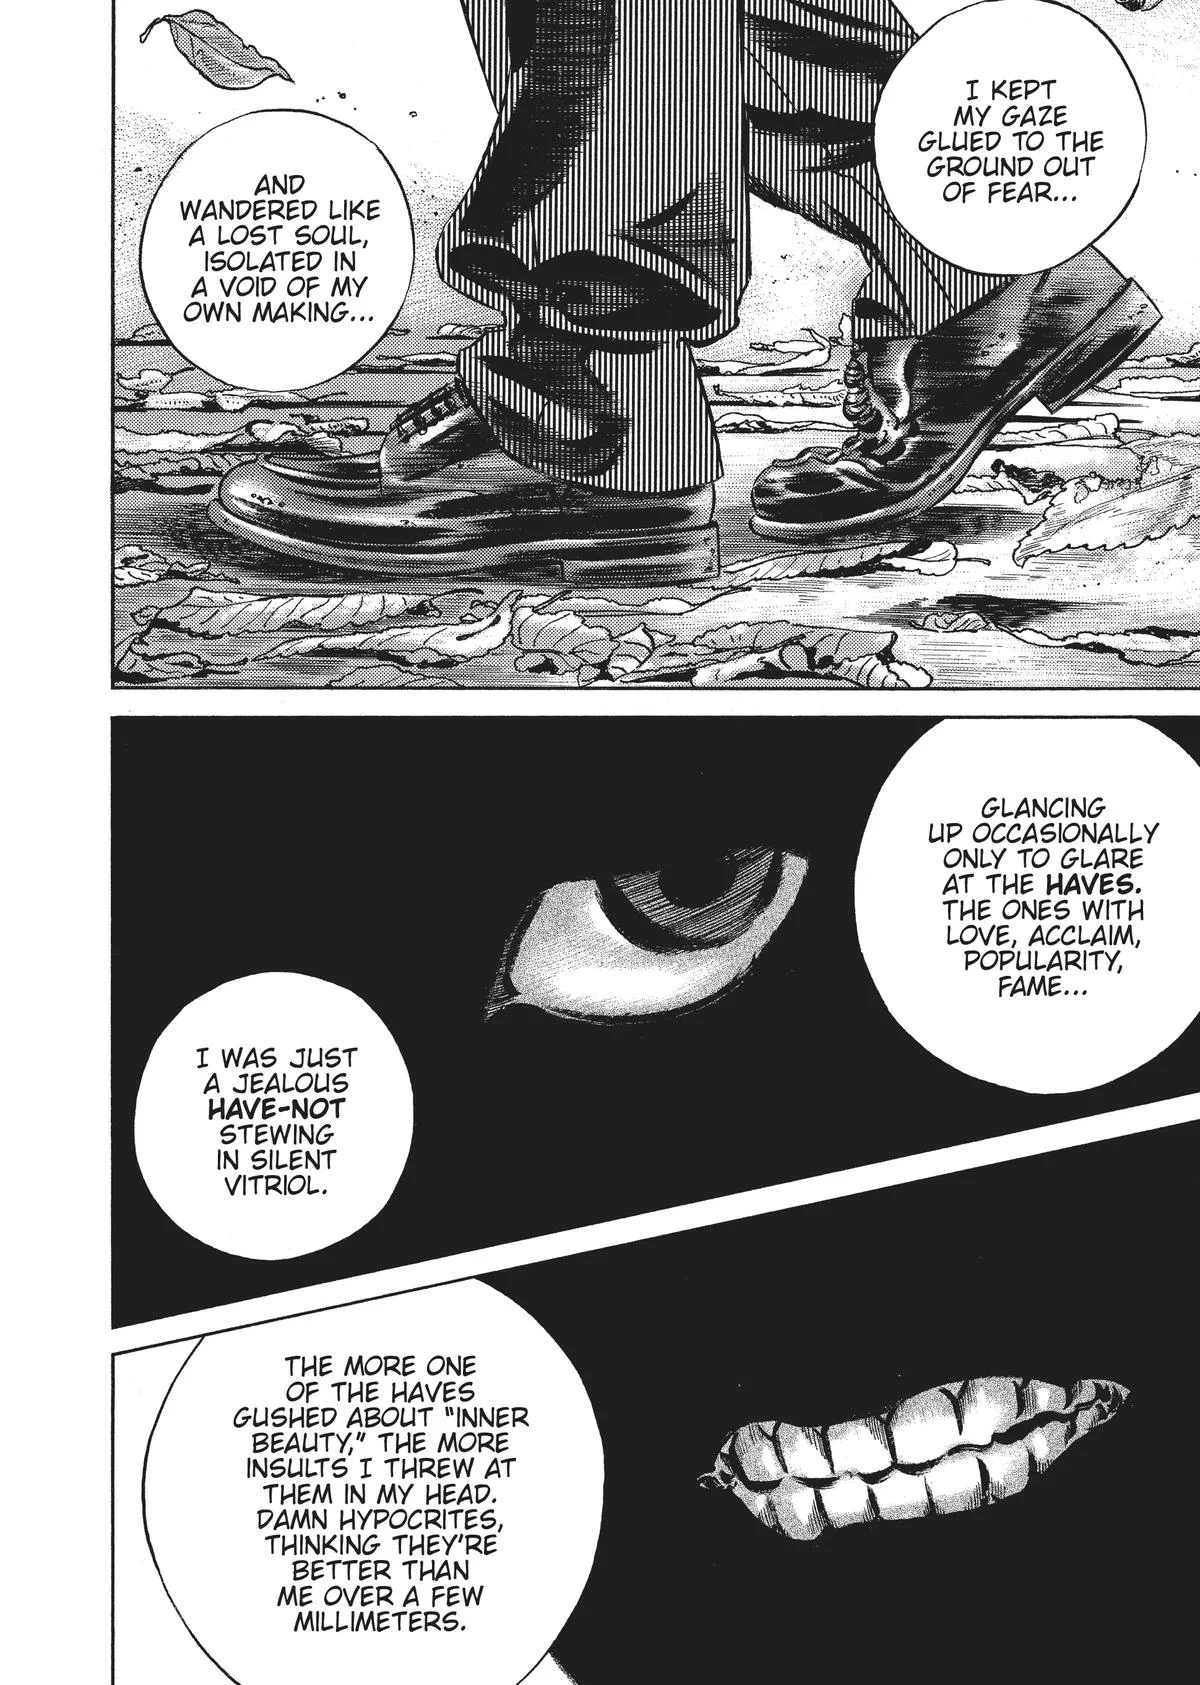 I KEPT
MY GAZE
GLUED TO THE
GROUND OUT
OF FEAR...
AND
WANDERED LIKE
A LOST SOUL,
ISOLATED IN
A VOID OF MY
OWN MAKING...
GLANCING
UP OCCASIONALLY
ONLY TO GLARE
AT THE HAVES.
THE ONES WITH
LOVE, ACCLAIM,
POPULARITY,
FAME...
I WAS JUST
A JEALOUS
HAVE-NOT
STEWING
IN SILENT
VITRIOL.
THE MORE ONE
OF THE HAVES
GUSHED ABOUT "INNER
BEAUTY," THE MORE
INSULTS I THREW AT
THEM IN MY HEAD.
DAMN HYPOCRITES,
THINKING THEY'RE
BETTER THAN
ME OVER A FEW
MILLIMETERS.